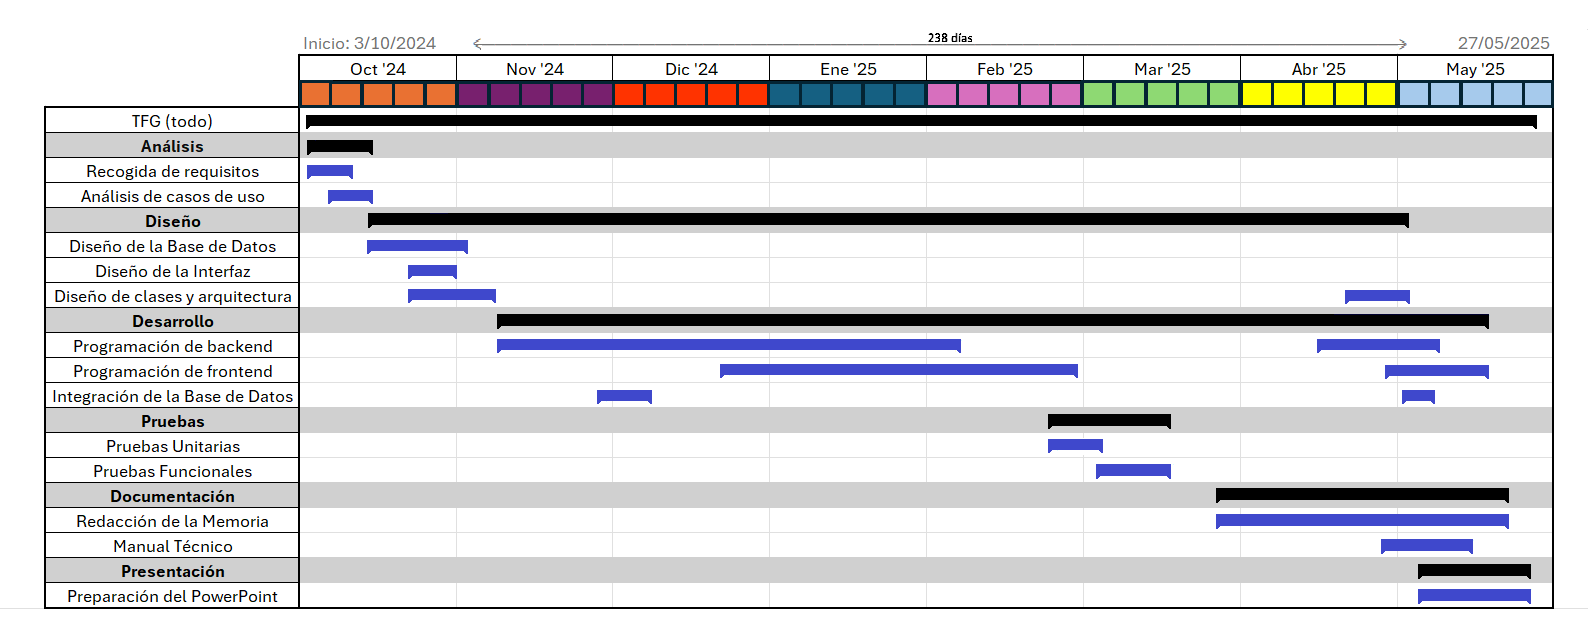 238 días
Inicio: 3/10/2024 27/05/2025
Oct '24 Nov '24 Dic '24 Ene '25 Feb '25 Mar '25 Abr '25 May '25
TFG (todo)
Análisis
Recogida de requisitos
Análisis de casos de uso
Diseño
Diseño de la Base de Datos
Diseño de la Interfaz
Diseño de clases y arquitectura
Desarrollo
Programación de backend
Programación de frontend
Integración de la Base de Datos
Pruebas
Pruebas Unitarias
Pruebas Funcionales
Documentación
Redacción de la Memoria
Manual Técnico
Presentación
Preparación del PowerPoint